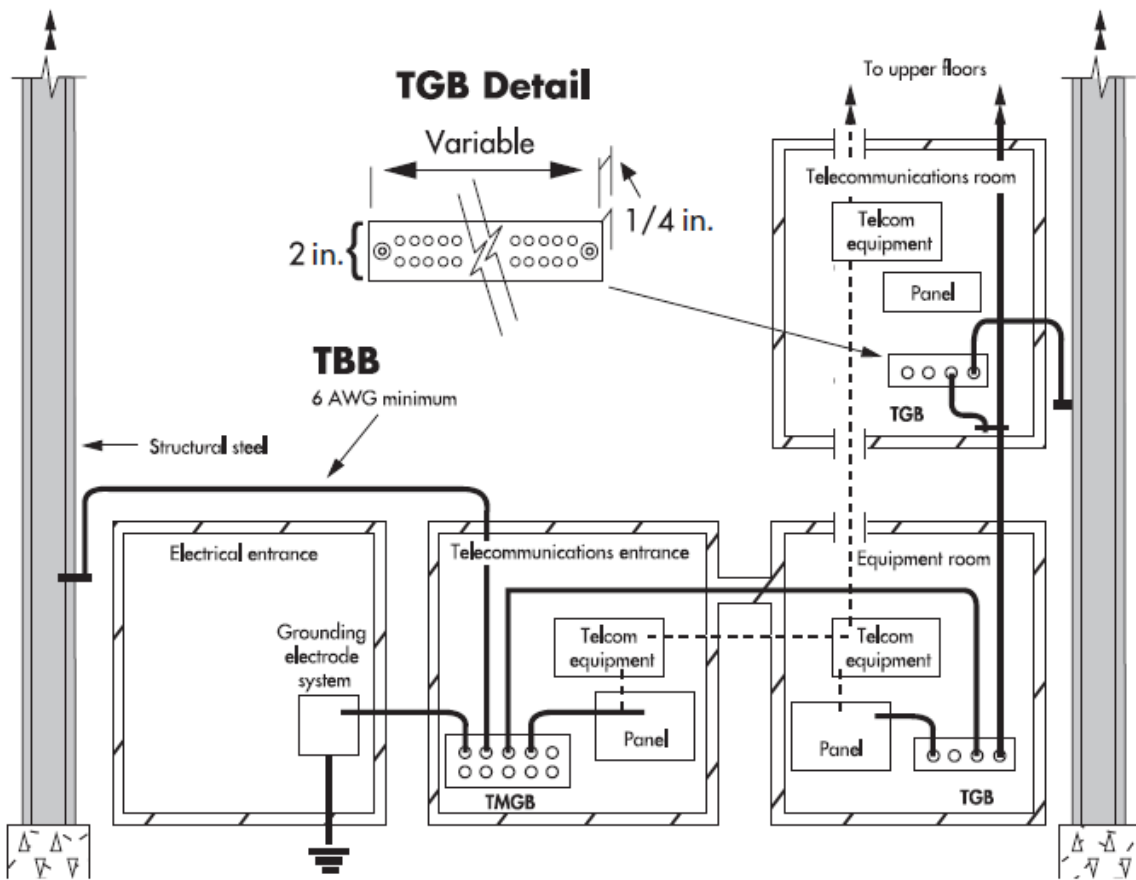 To upper floors
TGB Detail
Variable
1/4 in.
2 in.
Telecommunications room
Telcom
equipment
Panel
TGB
TBB
6 AWG minimum
Structural steel
Electrical entrance
Grounding
electrode
system
Telecommunications entrance
Telcom
equipment
Panel
TMGB
Equipment room
Telcom
equipment
Panel
TGB